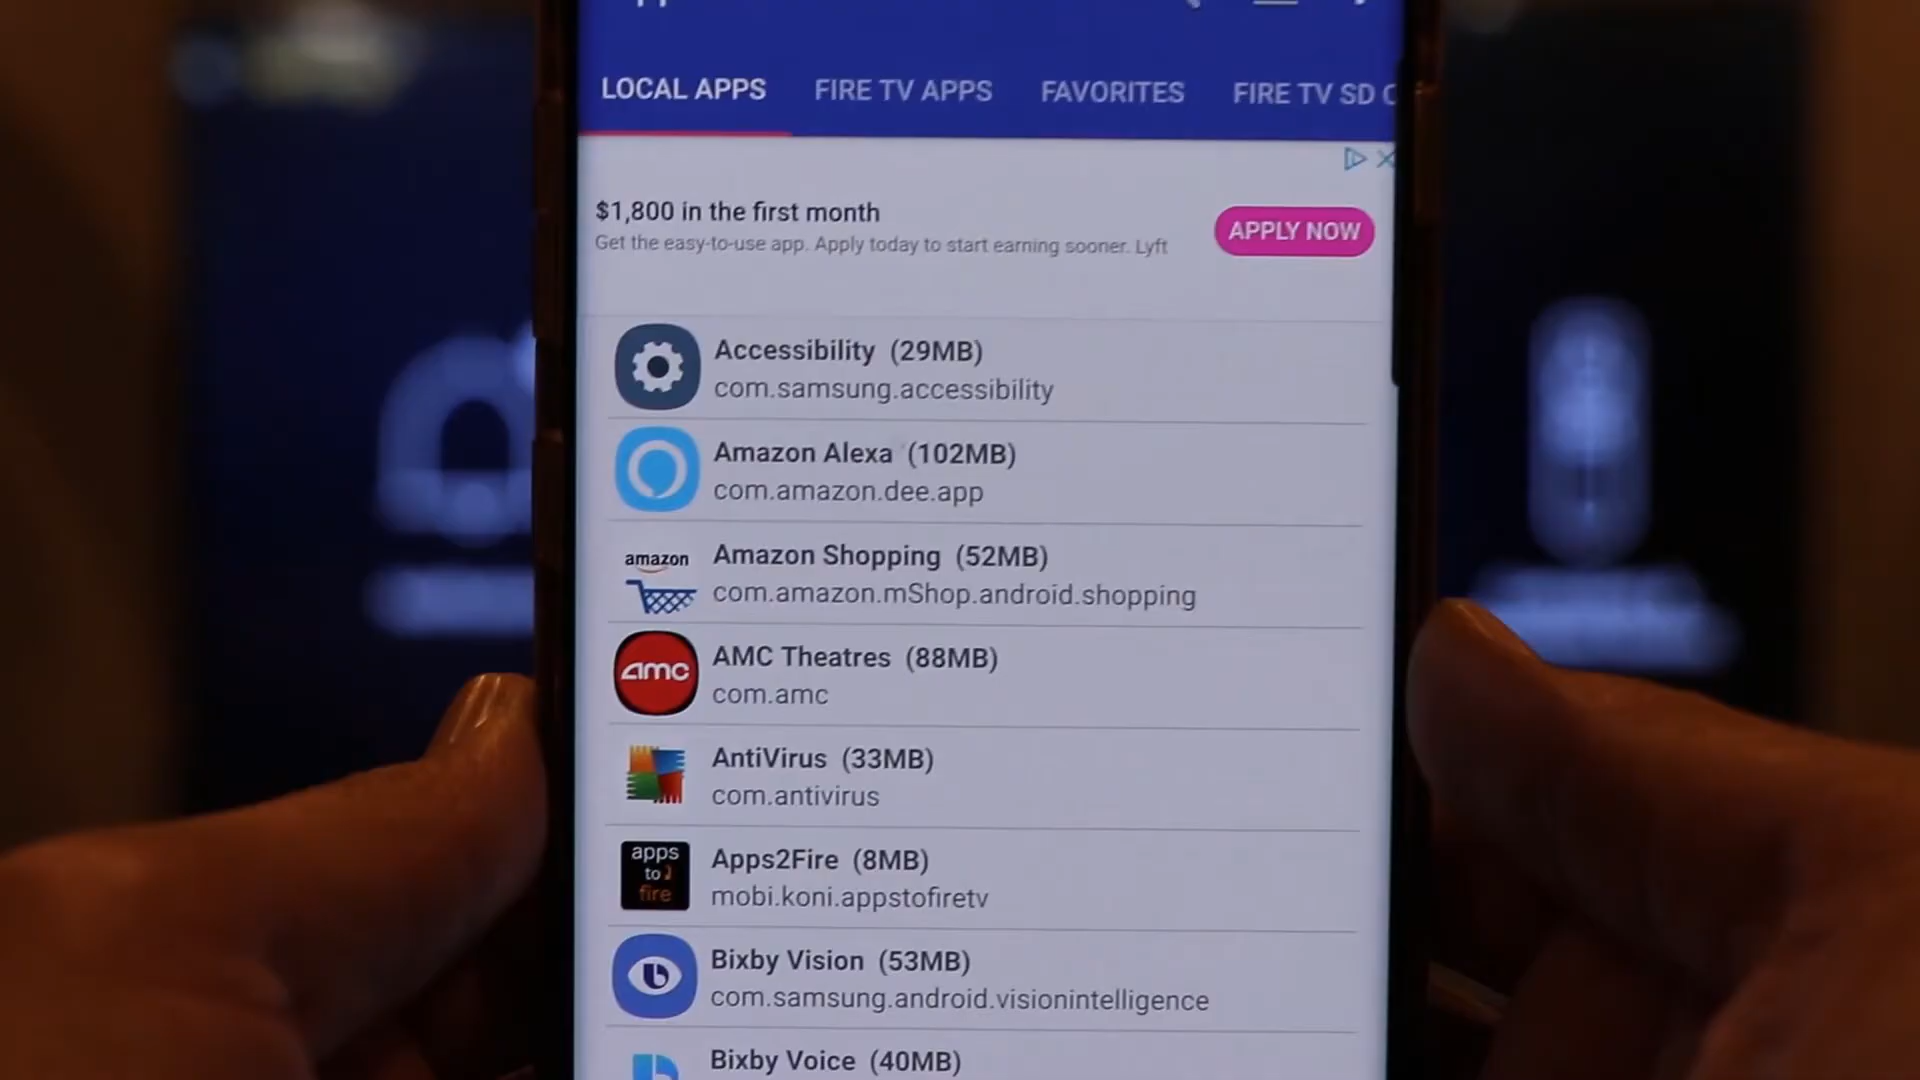 LOCAL APPS FIRE TV APPS FAVORITES FIRE TV SD
$1,800 in the first month
Get the easy-to-use app. Apply today to start earning sooner. Lyft
APPLY NOW
Accessibility (29MB)
com.samsung.accessibility
Amazon Alexa (102MB)
com.amazon.dee.app
amazon
Amazon Shopping (52MB)
com.amazon.mShop.android.shopping
amc
AMC Theatres (88MB)
com.amc
AntiVirus (33MB)
com.antivirus
apps
to
fire
Apps2Fire (8MB)
mobi.koni.appstofiretv
b
Bixby Vision (53MB)
com.samsung.android.visionintelligence
Bixby Voice (40MB)